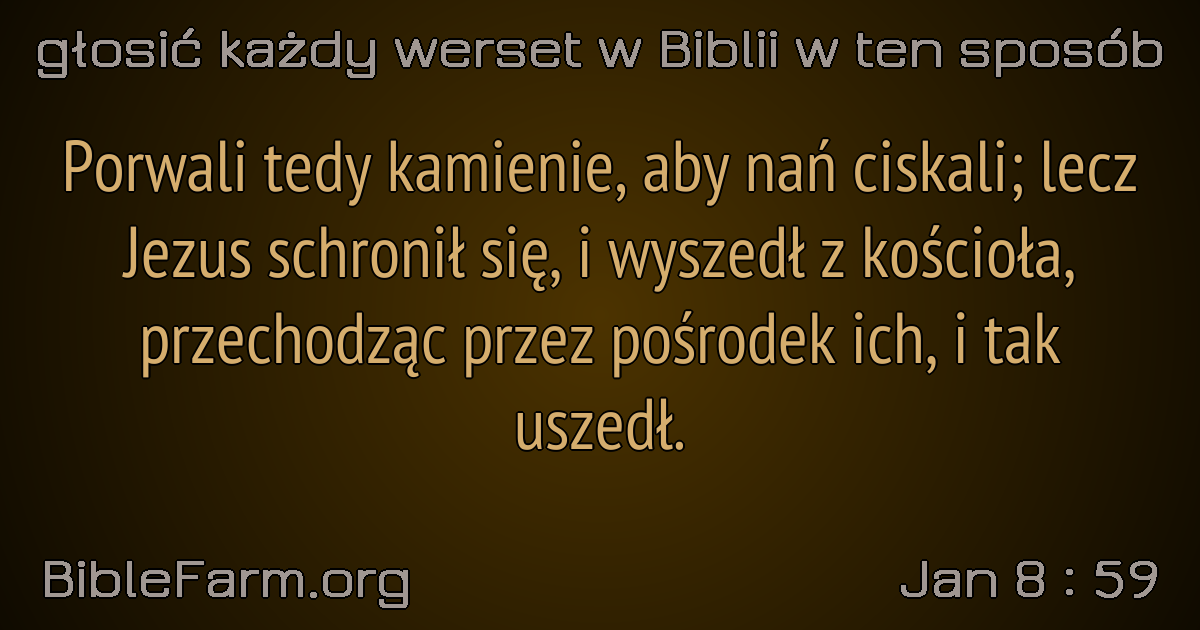 głosić każdy werset w Biblii w ten sposób
Porwali tedy kamienie, aby nań ciskali; lecz
Jezus schronił się, i wyszedł z kościoła,
przechodząc przez pośrodek ich, i tak
uszedł.
BibleFarm.org
Jan 8 : 59